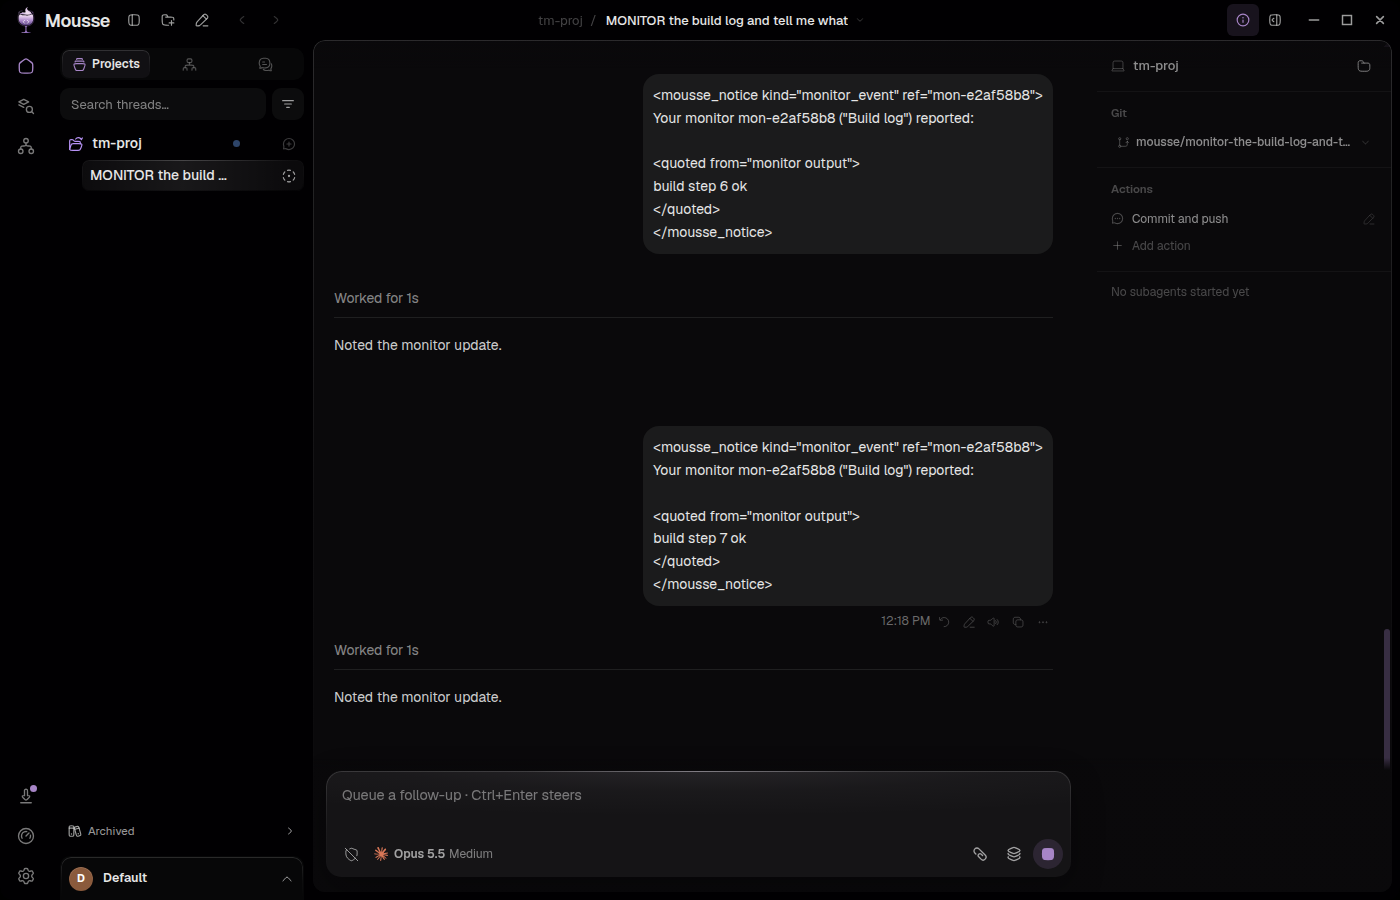 Mousse
tm-proj / MONITOR the build log and tell me what
Projects
Search threads...
tm-proj
MONITOR the build ...
Archived
D Default
<mousse_notice kind="monitor_event" ref="mon-e2af58b8">
Your monitor mon-e2af58b8 ("Build log") reported:
<quoted from="monitor output">
build step 6 ok
</quoted>
</mousse_notice>
Worked for 1s
Noted the monitor update.
<mousse_notice kind="monitor_event" ref="mon-e2af58b8">
Your monitor mon-e2af58b8 ("Build log") reported:
<quoted from="monitor output">
build step 7 ok
</quoted>
</mousse_notice>
12:18 PM
Worked for 1s
Noted the monitor update.
Queue a follow-up · Ctrl+Enter steers
Opus 5.5 Medium
tm-proj
Git
mousse/monitor-the-build-log-and-t...
Actions
Commit and push
Add action
No subagents started yet